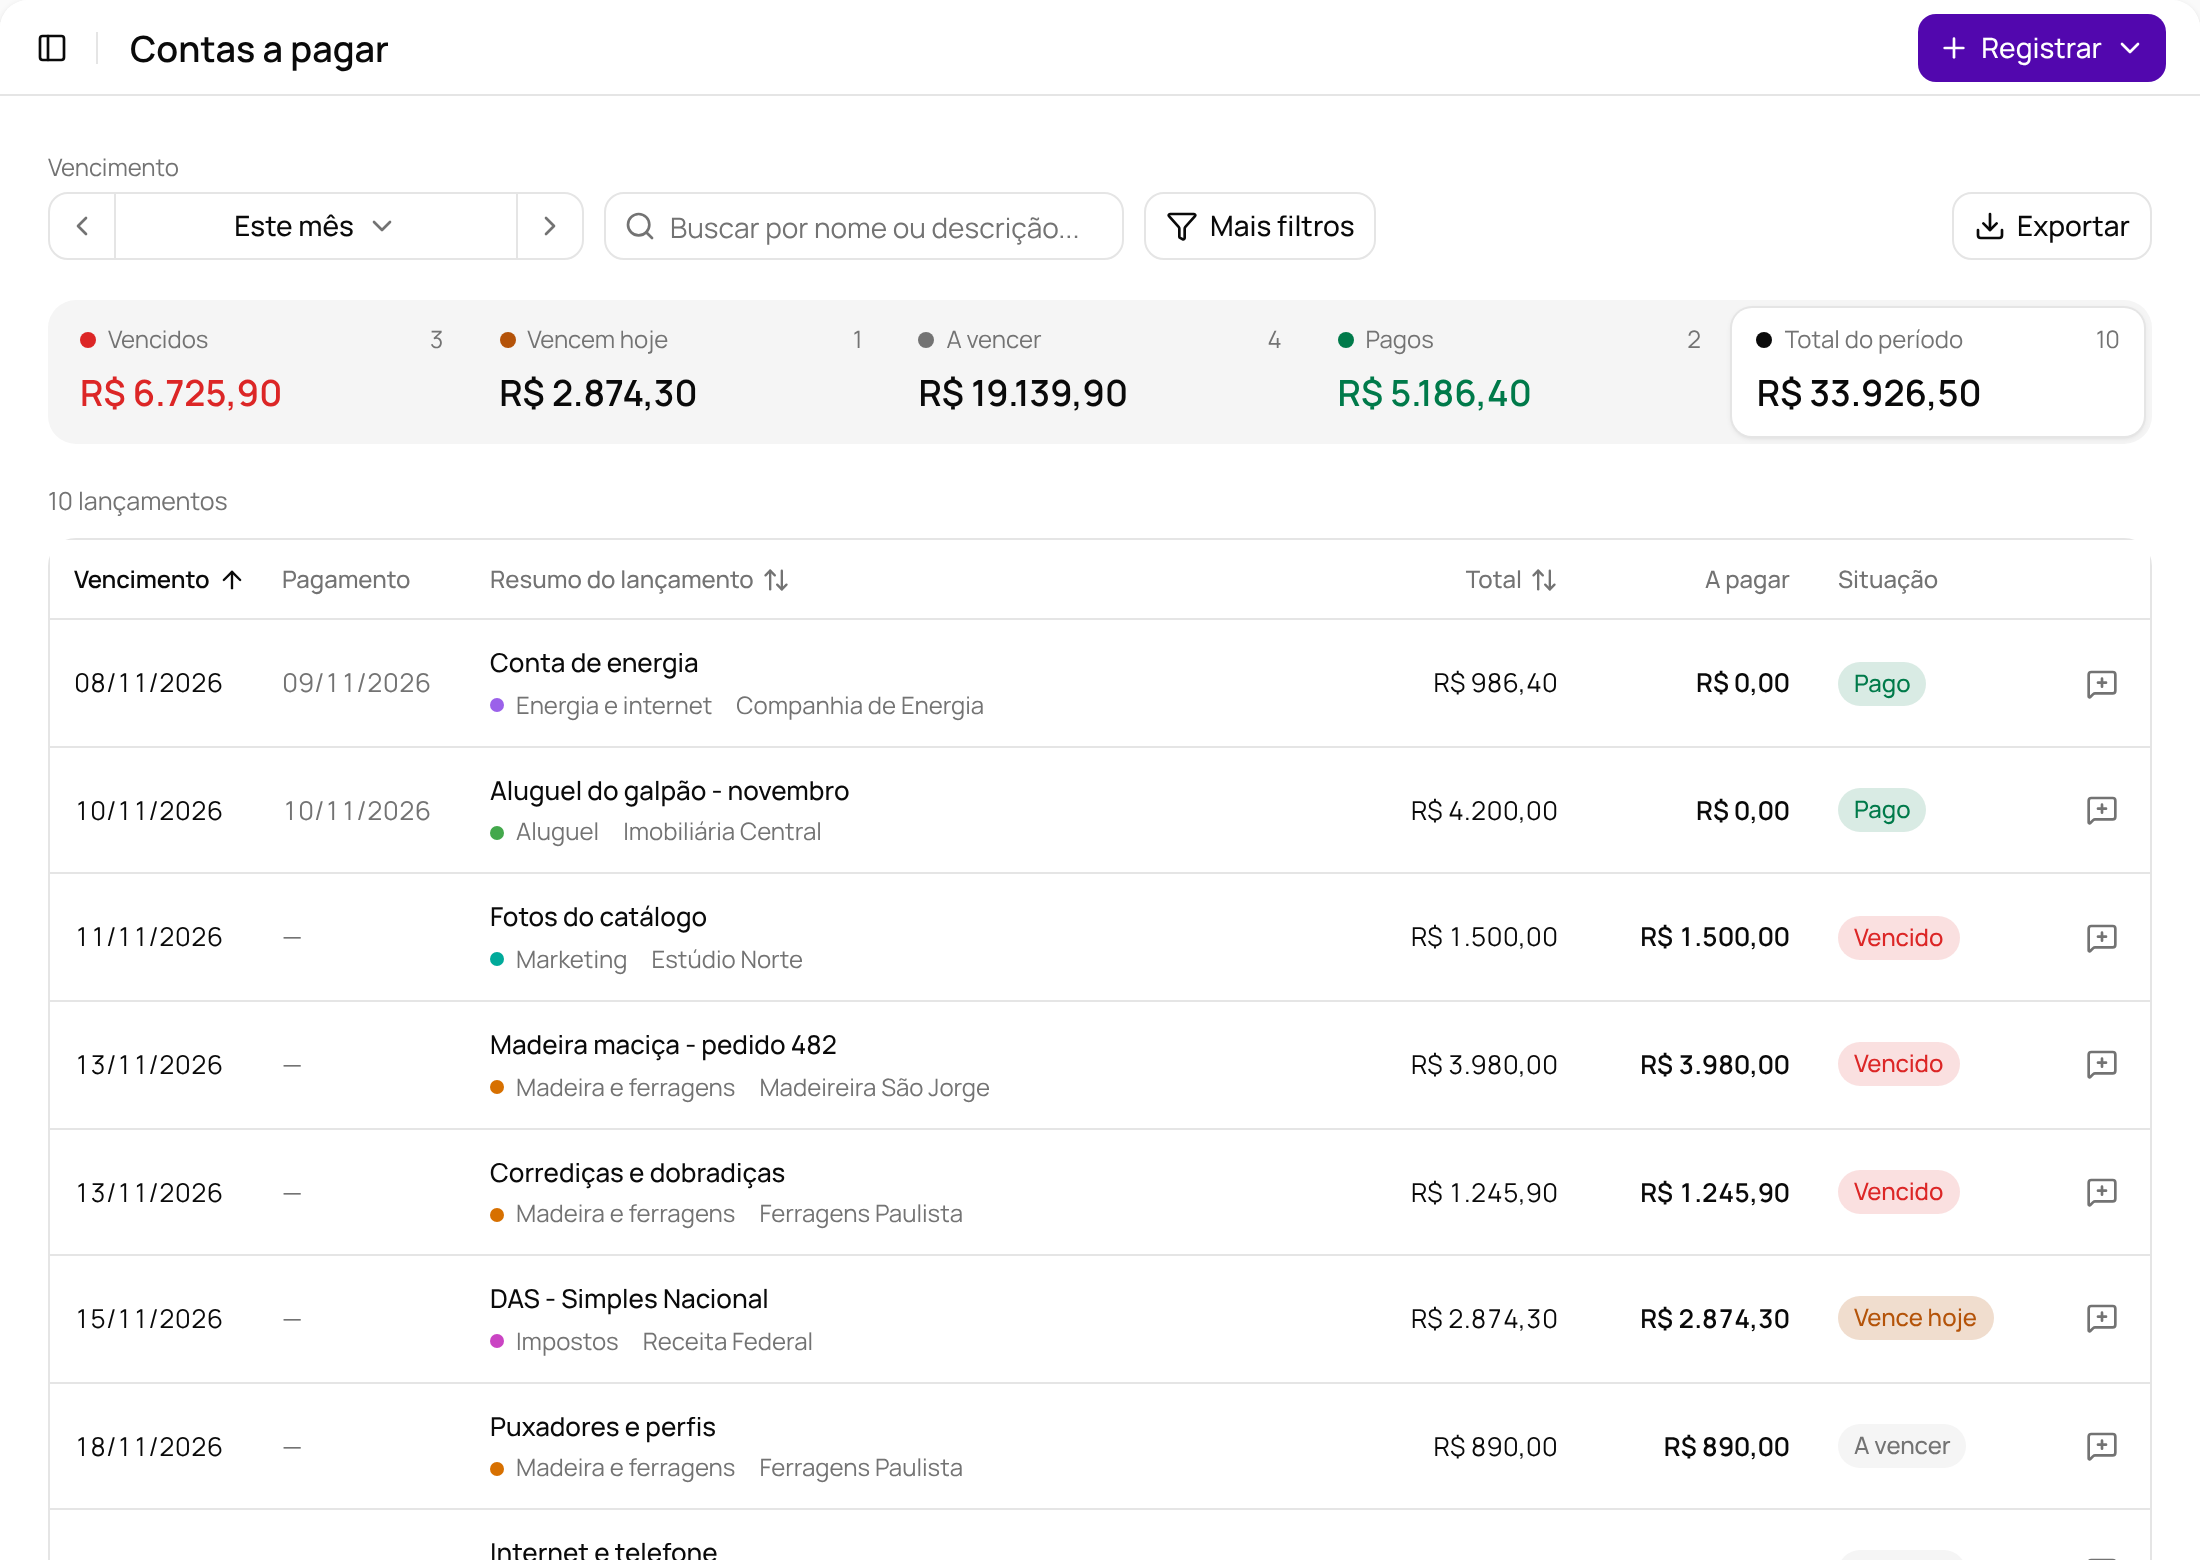 Contas a pagar
Registrar
Vencimento
Este mês
Buscar por nome ou descrição...
Mais filtros
Exportar
Vencidos 3
R$ 6.725,90
Vencem hoje 1
R$ 2.874,30
A vencer 4
R$ 19.139,90
Pagos 2
R$ 5.186,40
Total do período 10
R$ 33.926,50
10 lançamentos
Vencimento Pagamento Resumo do lançamento Total A pagar Situação
08/11/2026 09/11/2026 Conta de energia R$ 986,40 R$ 0,00 Pago
Energia e internet Companhia de Energia
10/11/2026 10/11/2026 Aluguel do galpão - novembro R$ 4.200,00 R$ 0,00 Pago
Aluguel Imobiliária Central
11/11/2026 — Fotos do catálogo R$ 1.500,00 R$ 1.500,00 Vencido
Marketing Estúdio Norte
13/11/2026 — Madeira maciça - pedido 482 R$ 3.980,00 R$ 3.980,00 Vencido
Madeira e ferragens Madeireira São Jorge
13/11/2026 — Corrediças e dobradiças R$ 1.245,90 R$ 1.245,90 Vencido
Madeira e ferragens Ferragens Paulista
15/11/2026 — DAS - Simples Nacional R$ 2.874,30 R$ 2.874,30 Vence hoje
Impostos Receita Federal
18/11/2026 — Puxadores e perfis R$ 890,00 R$ 890,00 A vencer
Madeira e ferragens Ferragens Paulista
Internet e telefone